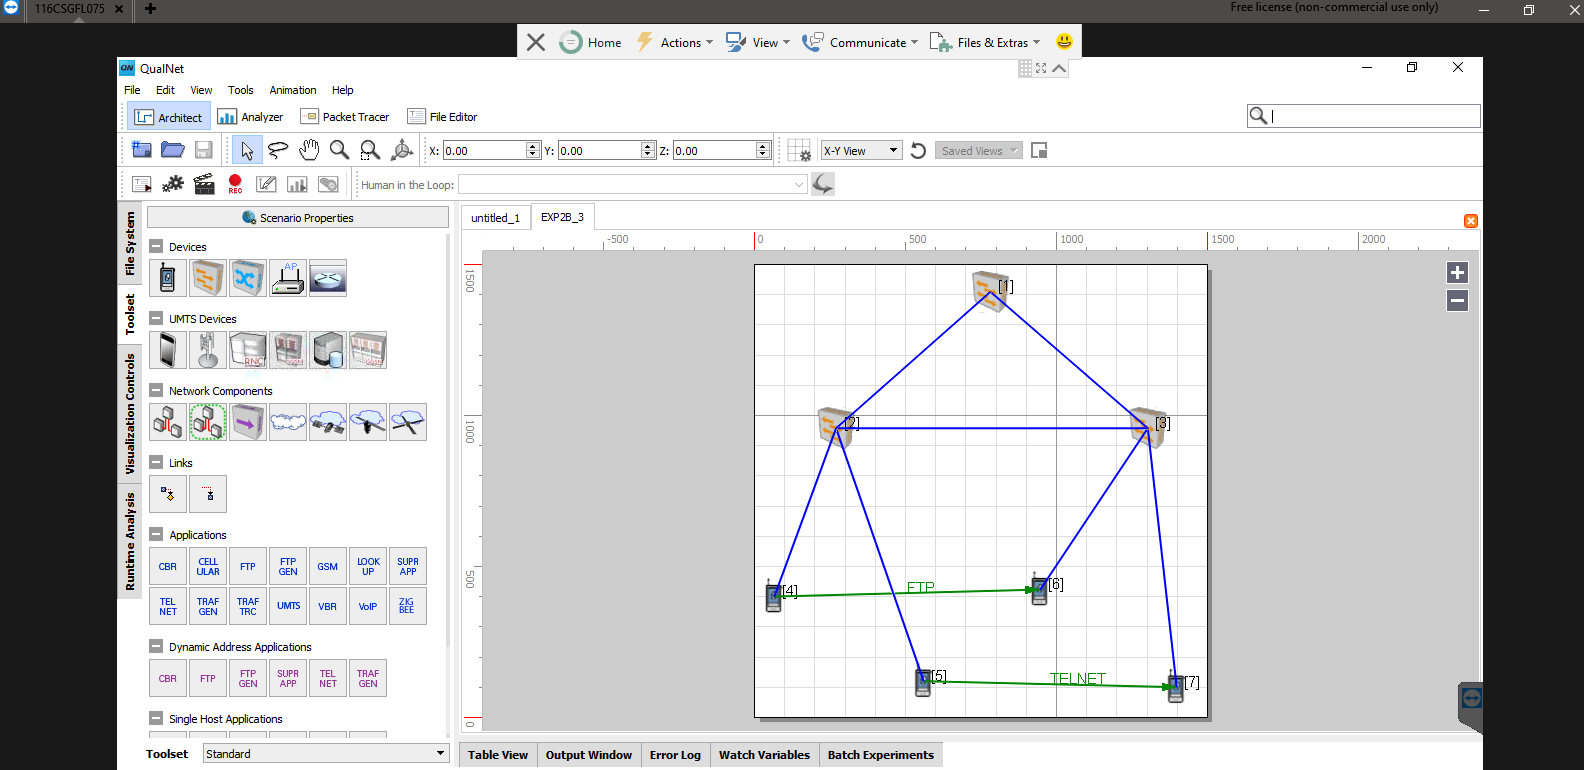 116CSGFL075
Free license (non-commercial use only)
Home Actions View Communicate Files & Extras
QN QualNet
File Edit View Tools Animation Help
Architect Analyzer Packet Tracer File Editor
X: 0.00 Y: 0.00 Z: 0.00 X-Y View Saved Views
REC Human in the Loop:
File System
Toolset
Visualization Controls
Runtime Analysis
Scenario Properties
Devices
AP
UMTS Devices
RNC
Network Components
Links
Applications
CBR
CELL
ULAR
FTP
FTP
GEN
GSM
LOOK
UP
SUPR
APP
TEL
NET
TRAF
GEN
TRAF
TRC
UMTS
VBR
VoIP
ZIG
BEE
Dynamic Address Applications
CBR
FTP
FTP
GEN
SUPR
APP
TEL
NET
TRAF
GEN
Single Host Applications
Toolset Standard
untitled_1 EXP2B_3
-500 0 500 1000 1500 2000
1500
1000
500
0
[1]
[2]
[3]
[4]
FTP
[6]
[5]
TELNET
[7]
Table View Output Window Error Log Watch Variables Batch Experiments